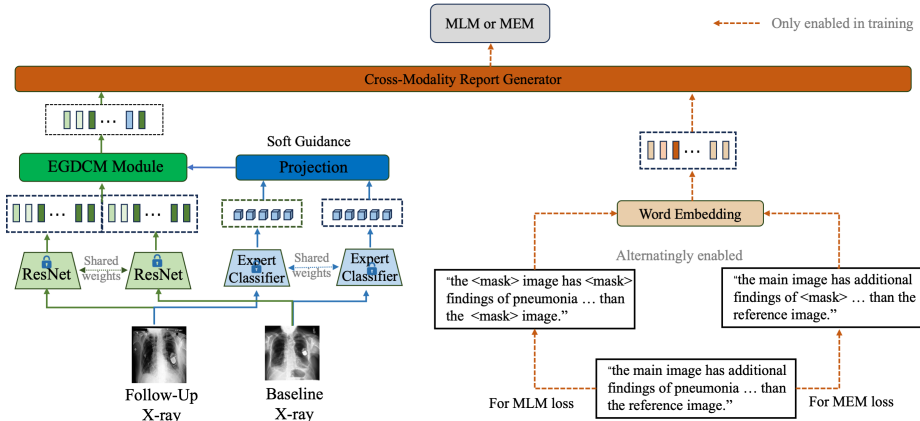 MLM or MEM
Only enabled in training
Cross-Modality Report Generator
Soft Guidance
EGDCM Module
Projection
Word Embedding
Alternatingly enabled
ResNet
Shared
weights
ResNet
Expert
Classifier
Shared
weights
Expert
Classifier
“the <mask> image has <mask>
findings of pneumonia … than
the <mask> image.”
“the main image has additional
findings of <mask> … than the
reference image.”
Follow-Up
X-ray
Baseline
X-ray
“the main image has additional
findings of pneumonia … than
the reference image.”
For MLM loss
For MEM loss